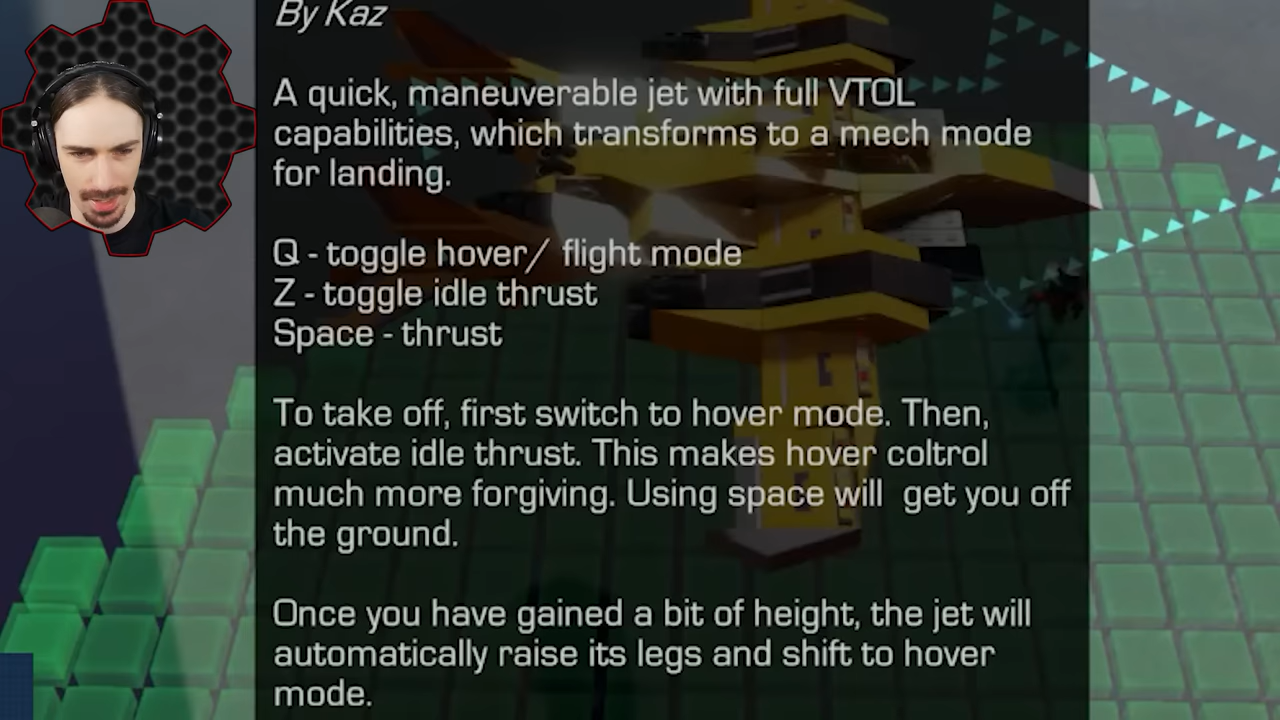 By Kaz
A quick, maneuverable jet with full VTOL
capabilities, which transforms to a mech mode
for landing.
Q - toggle hover/ flight mode
Z - toggle idle thrust
Space - thrust
To take off, first switch to hover mode. Then,
activate idle thrust. This makes hover coltrol
much more forgiving. Using space will  get you off
the ground.
Once you have gained a bit of height, the jet will
automatically raise its legs and shift to hover
mode.